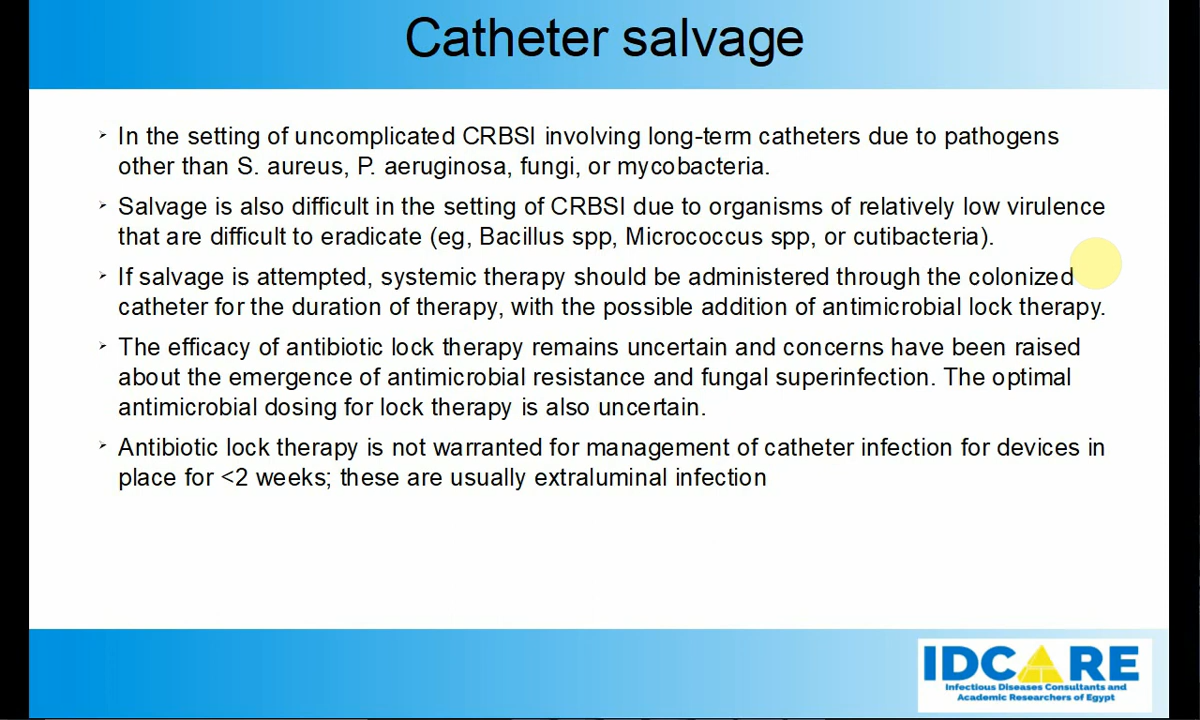 Catheter salvage
In the setting of uncomplicated CRBSI involving long-term catheters due to pathogens
other than S. aureus, P. aeruginosa, fungi, or mycobacteria.
Salvage is also difficult in the setting of CRBSI due to organisms of relatively low virulence
that are difficult to eradicate (eg, Bacillus spp, Micrococcus spp, or cutibacteria).
If salvage is attempted, systemic therapy should be administered through the colonized
catheter for the duration of therapy, with the possible addition of antimicrobial lock therapy.
The efficacy of antibiotic lock therapy remains uncertain and concerns have been raised
about the emergence of antimicrobial resistance and fungal superinfection. The optimal
antimicrobial dosing for lock therapy is also uncertain.
Antibiotic lock therapy is not warranted for management of catheter infection for devices in
place for <2 weeks; these are usually extraluminal infection
IDCARE
Infectious Diseases Consultants and
Academic Researchers of Egypt